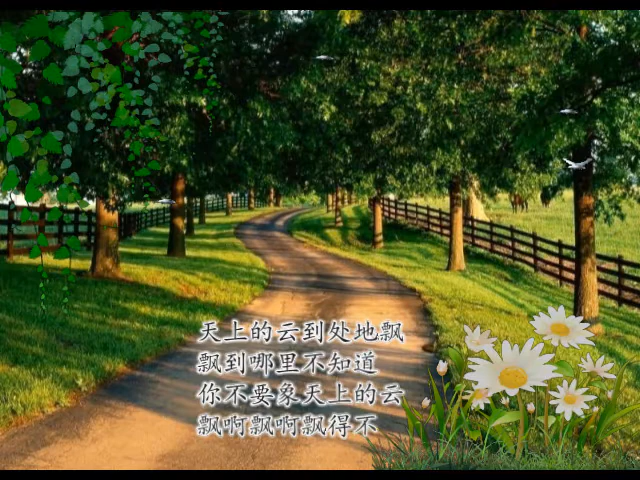 天上的云到处地飘
飘到哪里不知道
你不要象天上的云
飘啊飘啊飘得不